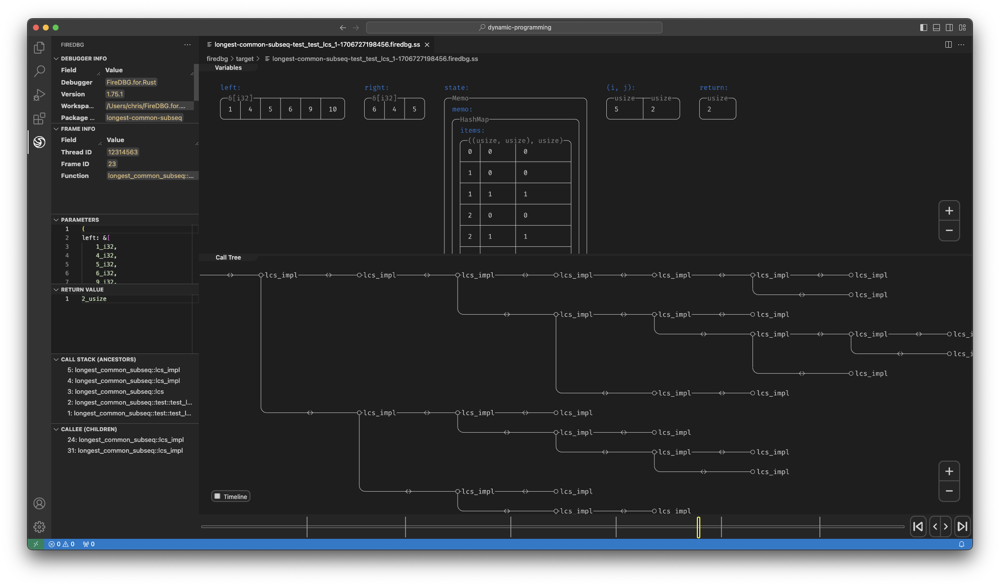 dynamic-programming
FIREDBG
DEBUGGER INFO
Field Value
Debugger FireDBG.for.Rust
Version 1.75.1
Workspa... /Users/chris/FireDBG.for....
Package ... longest-common-subseq
FRAME INFO
Field Value
Thread ID 12314563
Frame ID 23
Function longest_common_subseq::...
PARAMETERS
1 (
2 left: &[
3 1_i32,
4 4_i32,
5 5_i32,
6 6_i32,
7 9_i32,
RETURN VALUE
1 2_usize
CALL STACK (ANCESTORS)
5: longest_common_subseq::lcs_impl
4: longest_common_subseq::lcs_impl
3: longest_common_subseq::lcs
2: longest_common_subseq::test::test_l...
1: longest_common_subseq::test::test_l...
CALLEE (CHILDREN)
24: longest_common_subseq::lcs_impl
31: longest_common_subseq::lcs_impl
longest-common-subseq-test_test_lcs_1-1706727198456.firedbg.ss
firedbg > target > longest-common-subseq-test_test_lcs_1-1706727198456.firedbg.ss
Variables
left: right: state: (i, j): return:
&[i32] &[i32] Memo usize usize usize
1 4 5 6 9 10 6 4 5 memo: 5 2 2
HashMap
items:
((usize, usize), usize)
0 0 0
1 0 0
1 1 1
2 0 0
2 1 1
+
−
Call Tree
<> lcs_impl <> lcs_impl <> lcs_impl <> lcs_impl <> lcs_impl <> lcs_impl <> lcs_impl
<> lcs_impl
<> lcs_impl <> lcs_impl <> lcs_impl
<> lcs_impl <> lcs_impl <> lcs_i
<> lcs_i
<> lcs_impl
<> lcs_impl <> lcs_impl
<> lcs_impl <> lcs_impl <> lcs_impl
<> lcs_impl <> lcs_impl
<> lcs_impl <> lcs_impl
<> lcs_impl
<> lcs_impl <> lcs_impl
<> lcs_impl <> lcs_impl
+
−
Timeline
0 0 0